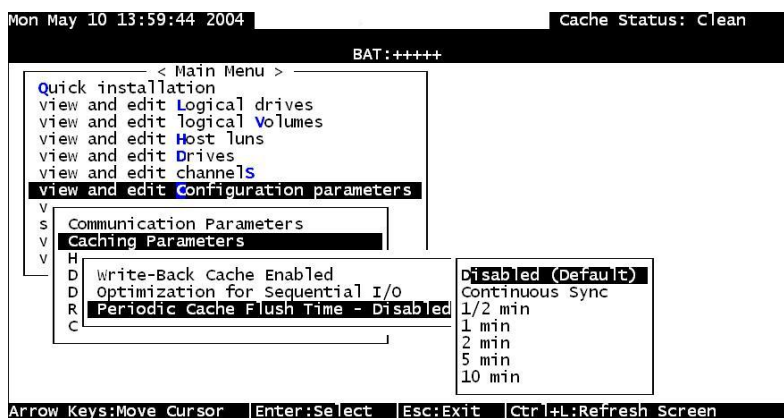 Mon May 10 13:59:44 2004 Cache Status: Clean
BAT:+++++
< Main Menu >
Quick installation
view and edit Logical drives
view and edit logical Volumes
view and edit Host luns
view and edit Drives
view and edit channelS
view and edit Configuration parameters
v
s Communication Parameters
v Caching Parameters
v H
D Write-Back Cache Enabled
D Optimization for Sequential I/O
R Periodic Cache Flush Time - Disabled
C
Disabled (Default)
Continuous Sync
1/2 min
1 min
2 min
5 min
10 min
Arrow Keys:Move Cursor |Enter:Select |Esc:Exit |Ctrl+L:Refresh Screen